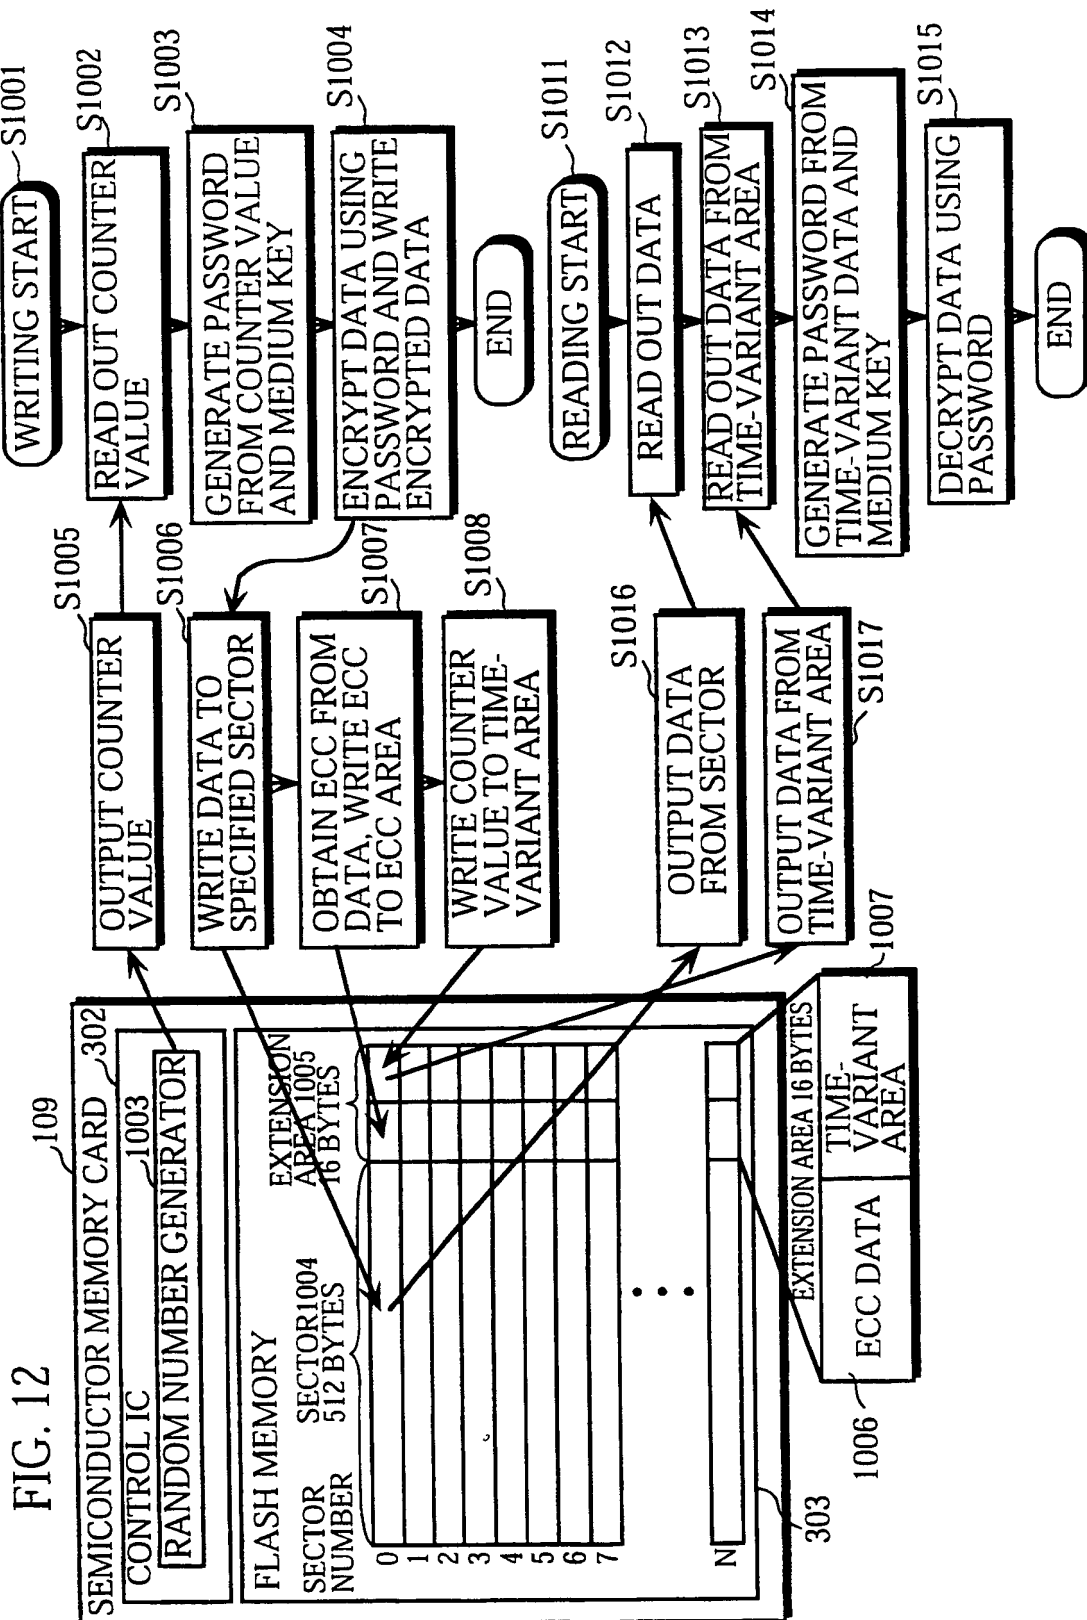 FIG. 12
109
SEMICONDUCTOR MEMORY CARD
302
CONTROL IC
1003
RANDOM NUMBER GENERATOR
FLASH MEMORY
SECTOR
NUMBER
SECTOR1004
512 BYTES
EXTENSION
AREA 1005
16 BYTES
0
1
2
3
4
5
6
7
N
303
EXTENSION AREA 16 BYTES
1006
ECC DATA
TIME-
VARIANT
AREA
1007
S1005
OUTPUT COUNTER
VALUE
S1006
WRITE DATA TO
SPECIFIED SECTOR
S1007
OBTAIN ECC FROM
DATA, WRITE ECC
TO ECC AREA
S1008
WRITE COUNTER
VALUE TO TIME-
VARIANT AREA
S1016
OUTPUT DATA
FROM SECTOR
OUTPUT DATA FROM
TIME-VARIANT AREA
S1017
WRITING START
S1001
READ OUT COUNTER
VALUE
S1002
GENERATE PASSWORD
FROM COUNTER VALUE
AND MEDIUM KEY
S1003
ENCRYPT DATA USING
PASSWORD AND WRITE
ENCRYPTED DATA
S1004
END
READING START
S1011
READ OUT DATA
S1012
READ OUT DATA FROM
TIME-VARIANT AREA
S1013
GENERATE PASSWORD FROM
TIME-VARIANT DATA AND
MEDIUM KEY
S1014
DECRYPT DATA USING
PASSWORD
S1015
END